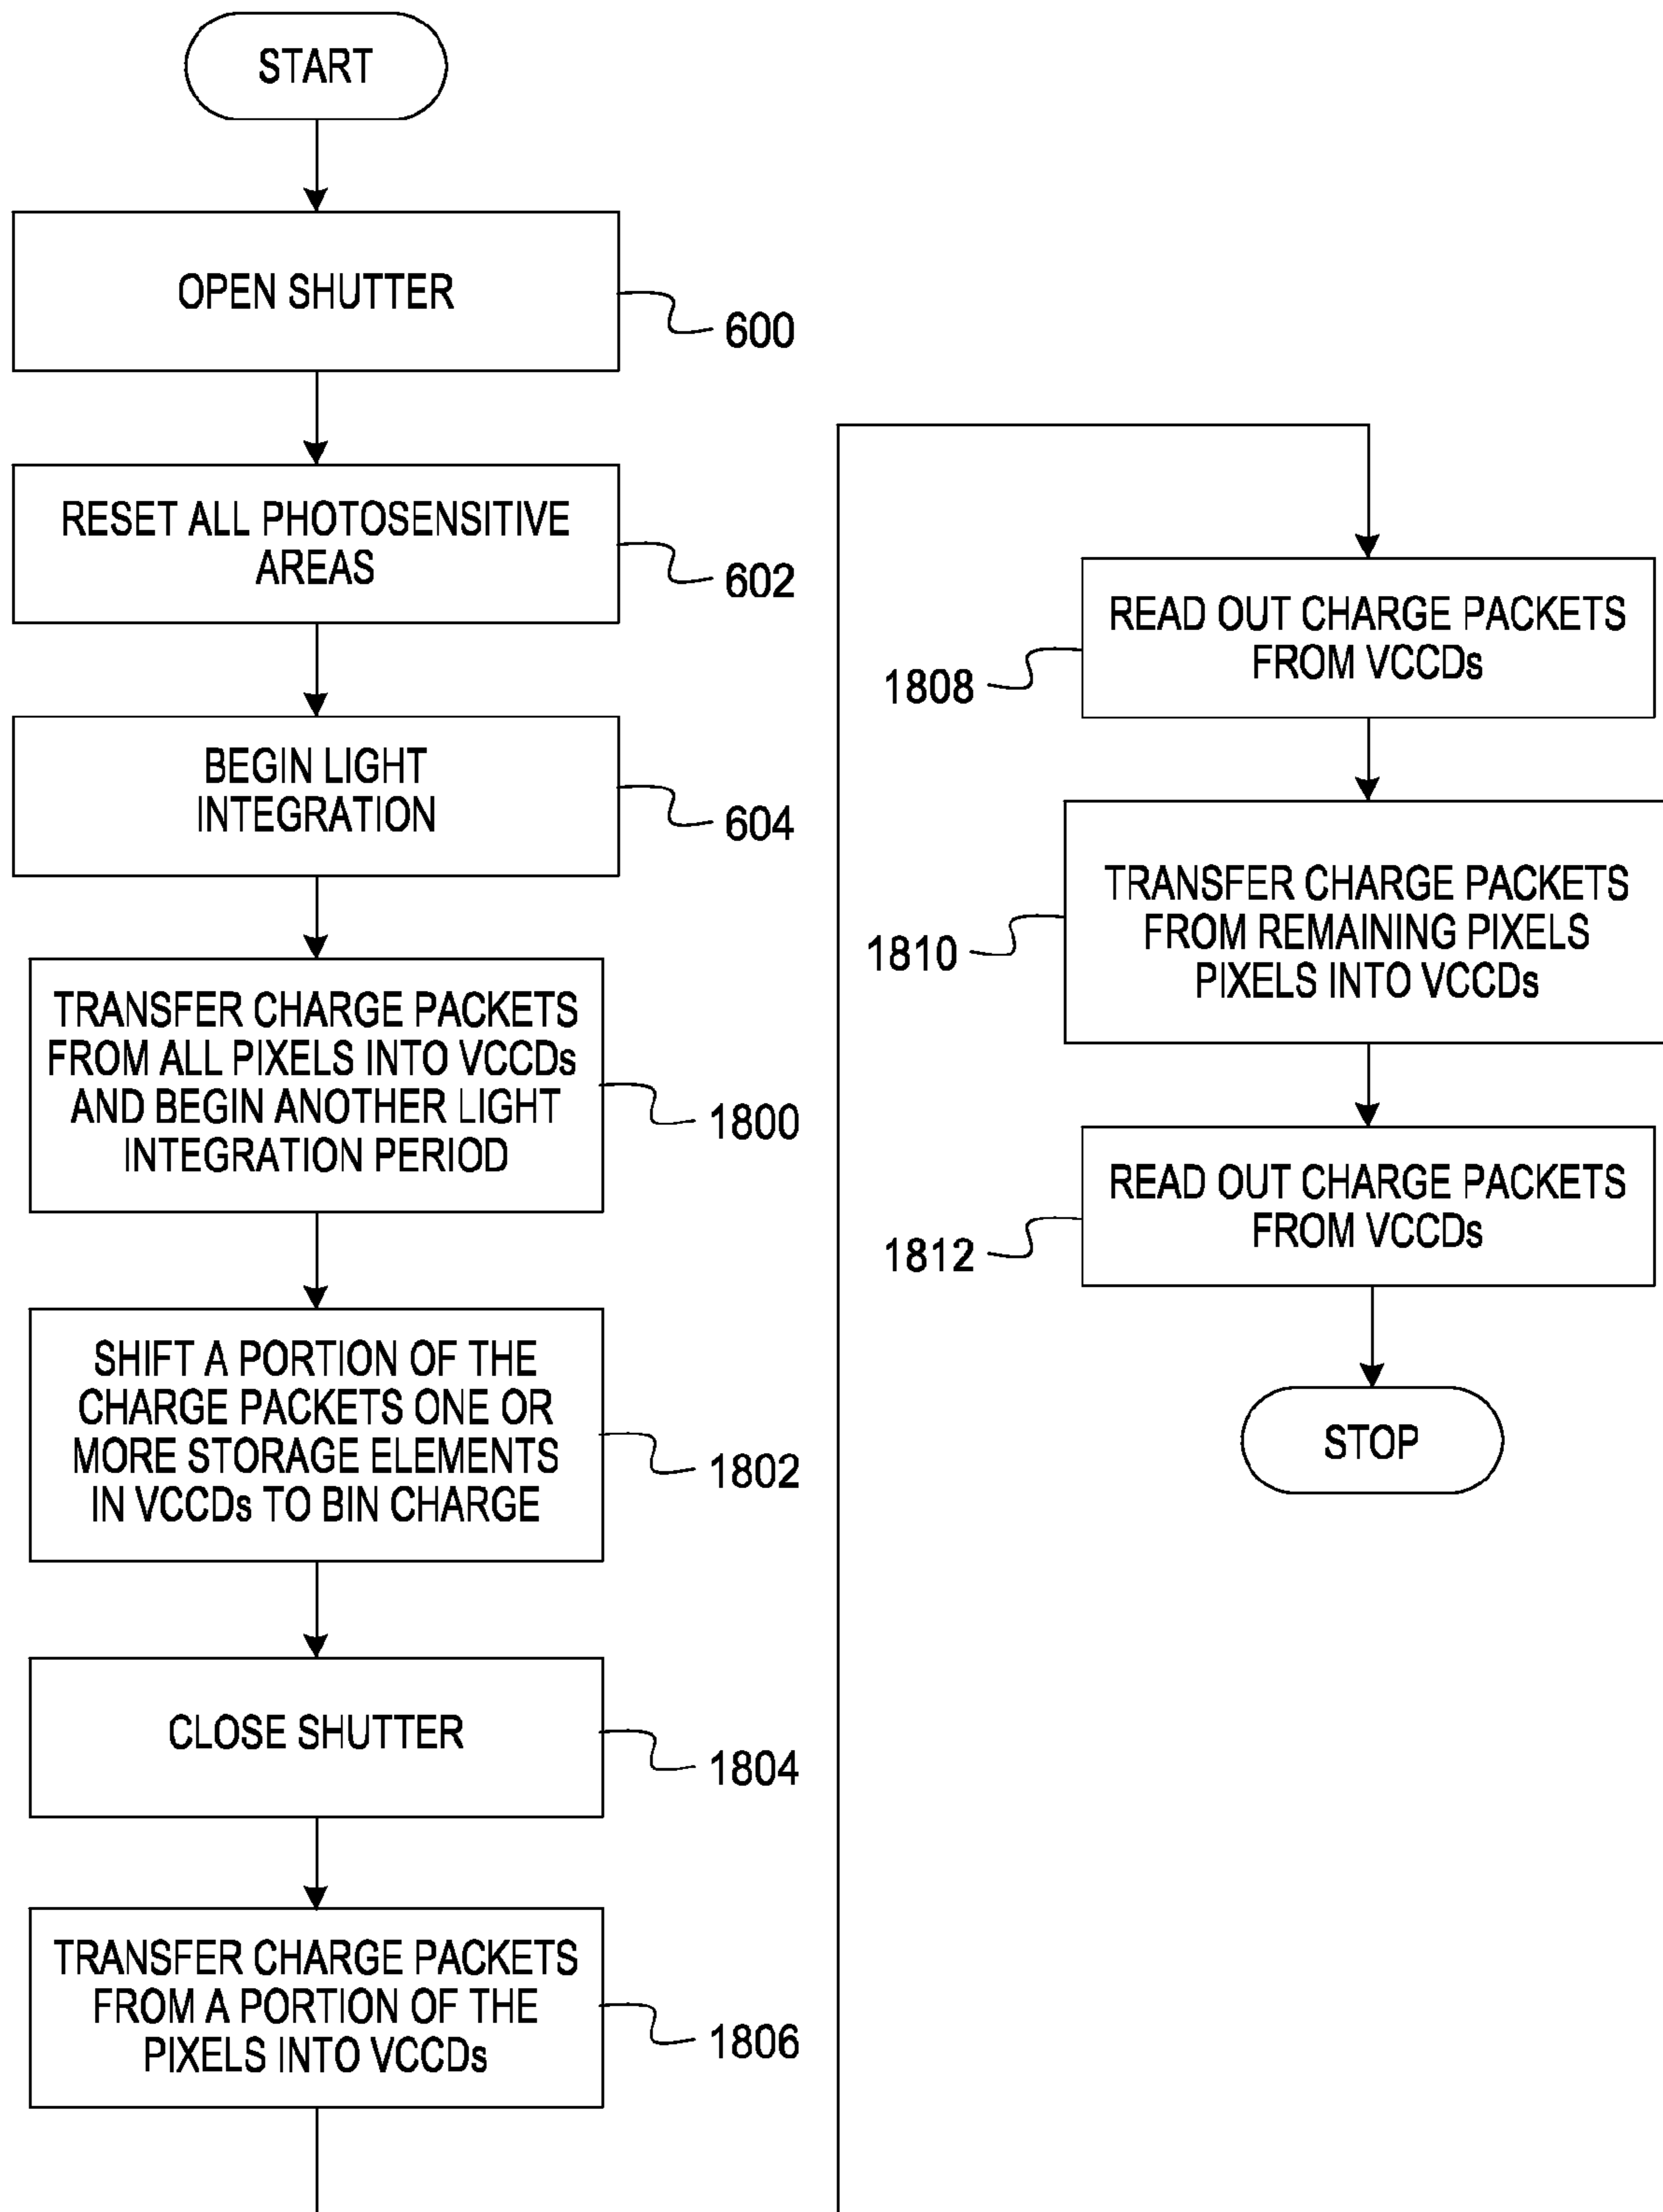 START
OPEN SHUTTER
600
RESET ALL PHOTOSENSITIVE
AREAS
602
BEGIN LIGHT
INTEGRATION
604
TRANSFER CHARGE PACKETS
FROM ALL PIXELS INTO VCCDs
AND BEGIN ANOTHER LIGHT
INTEGRATION PERIOD
1800
SHIFT A PORTION OF THE
CHARGE PACKETS ONE OR
MORE STORAGE ELEMENTS
IN VCCDs TO BIN CHARGE
1802
CLOSE SHUTTER
1804
TRANSFER CHARGE PACKETS
FROM A PORTION OF THE
PIXELS INTO VCCDs
1806
READ OUT CHARGE PACKETS
FROM VCCDs
1808
TRANSFER CHARGE PACKETS
FROM REMAINING PIXELS
PIXELS INTO VCCDs
1810
READ OUT CHARGE PACKETS
FROM VCCDs
1812
STOP